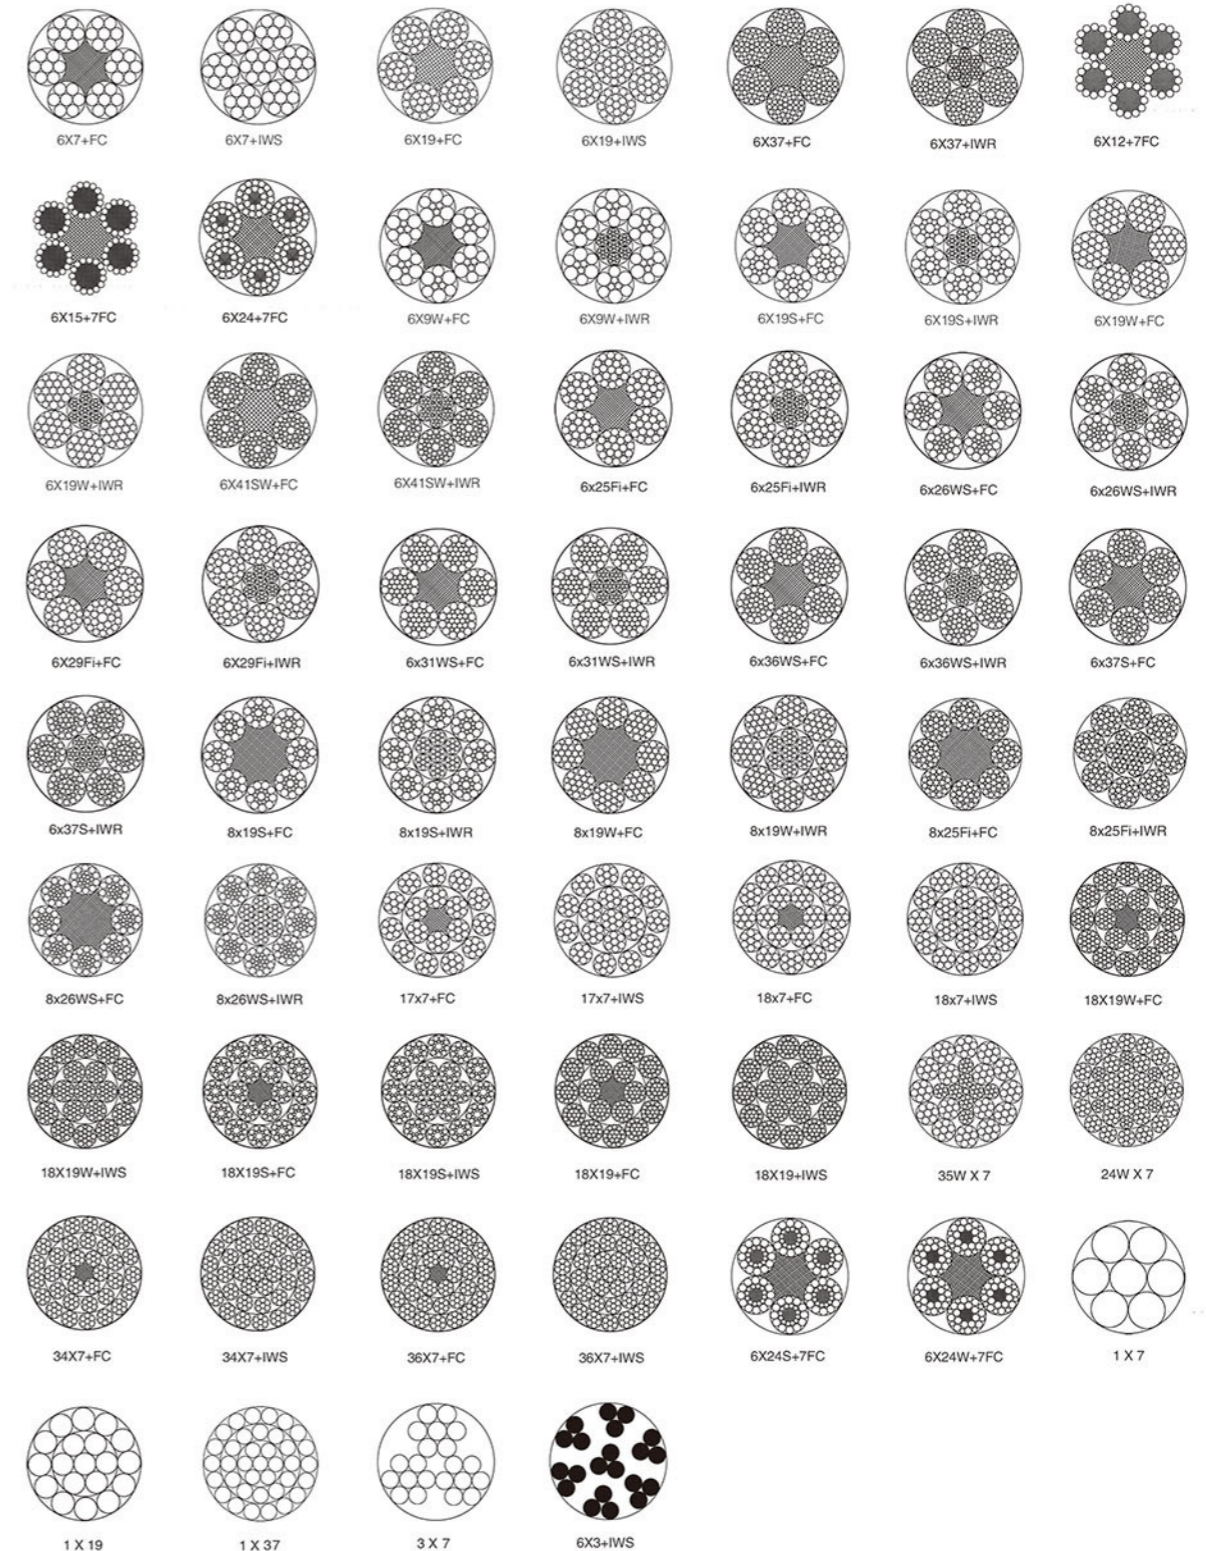 6X7+FC 6X7+IWS 6X19+FC 6X19+IWS 6X37+FC 6X37+IWR 6X12+7FC
6X15+7FC 6X24+7FC 6X9W+FC 6X9W+IWR 6X19S+FC 6X19S+IWR 6X19W+FC
6X19W+IWR 6X41SW+FC 6X41SW+IWR 6x25Fi+FC 6x25Fi+IWR 6x26WS+FC 6x26WS+IWR
6X29Fi+FC 6X29Fi+IWR 6x31WS+FC 6x31WS+IWR 6x36WS+FC 6x36WS+IWR 6x37S+FC
6x37S+IWR 8x19S+FC 8x19S+IWR 8x19W+FC 8x19W+IWR 8x25Fi+FC 8x25Fi+IWR
8x26WS+FC 8x26WS+IWR 17x7+FC 17x7+IWS 18x7+FC 18x7+IWS 18X19W+FC
18X19W+IWS 18X19S+FC 18X19S+IWS 18X19+FC 18X19+IWS 35W X 7 24W X 7
34X7+FC 34X7+IWS 36X7+FC 36X7+IWS 6X24S+7FC 6X24W+7FC 1 X 7
1 X 19 1 X 37 3 X 7 6X3+IWS